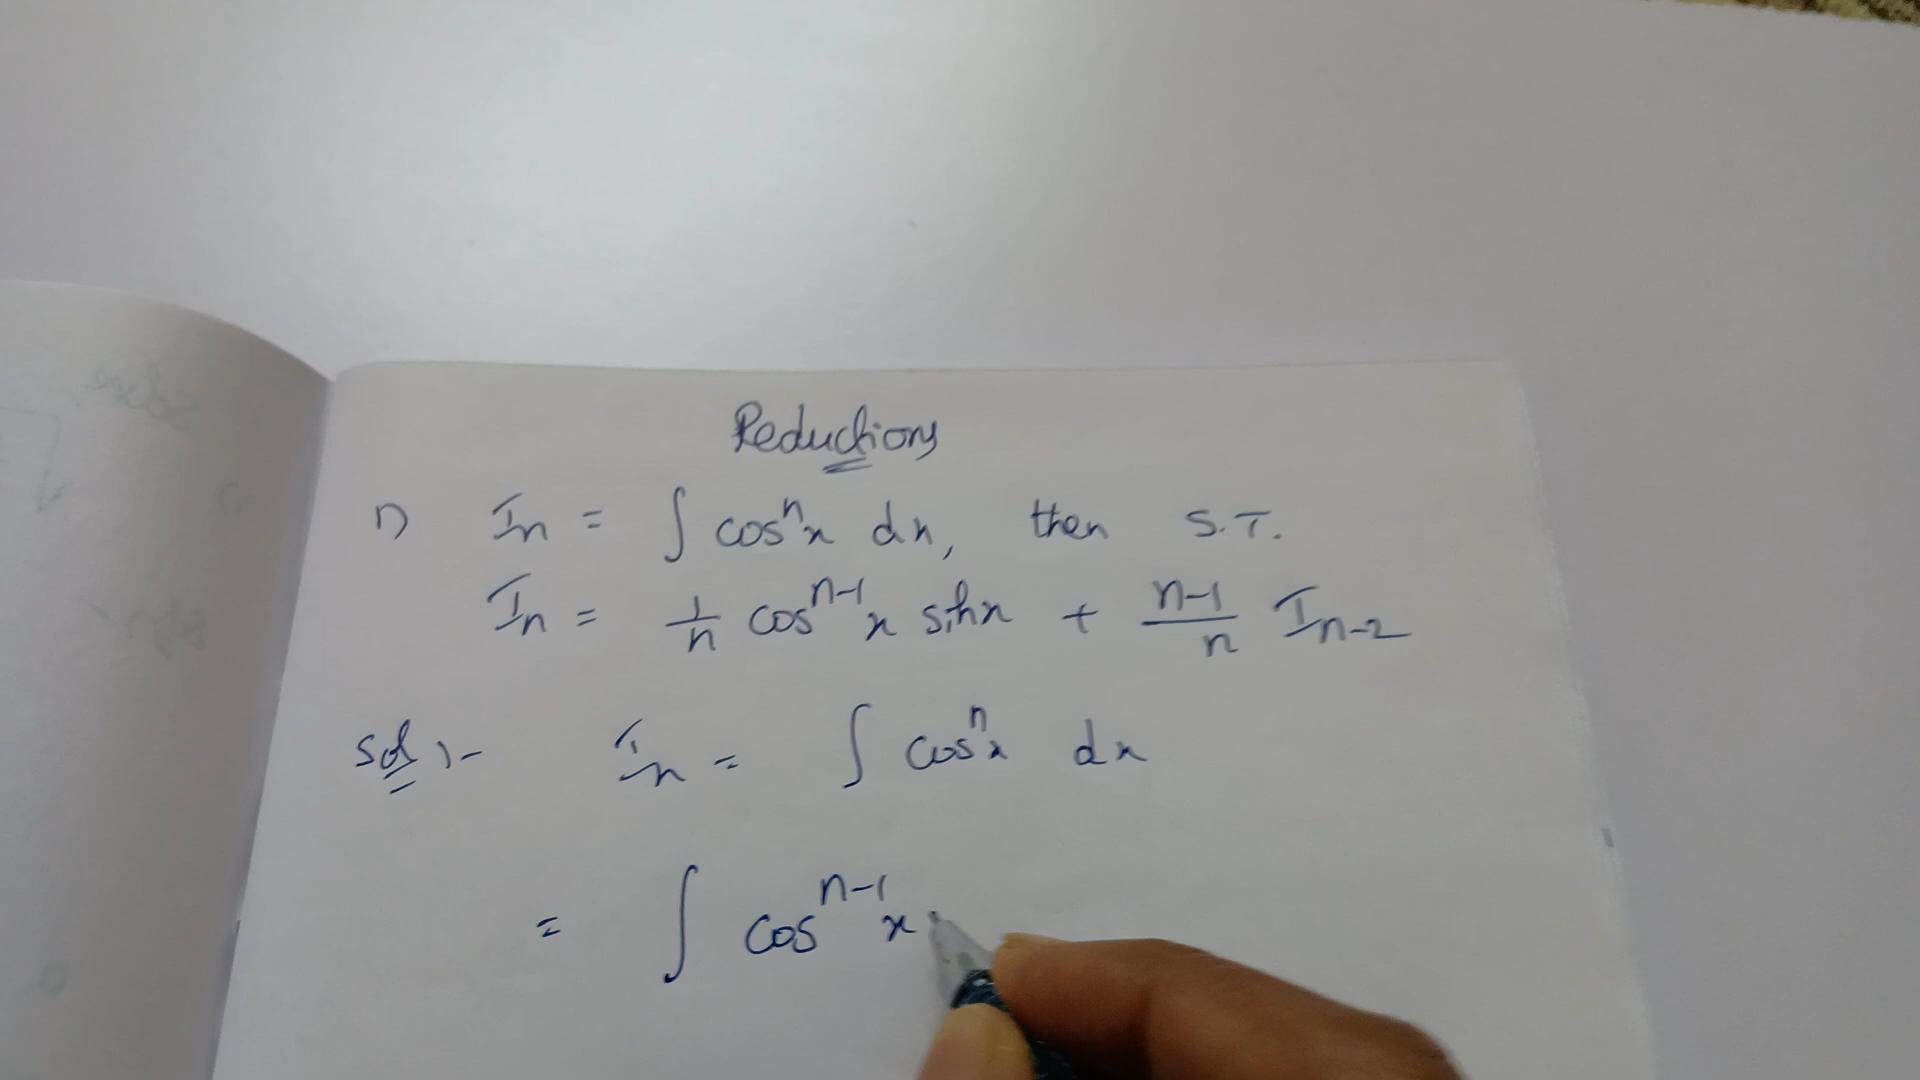 Reductions
1) Iₙ = ∫ cosⁿx dx, then S.T.
Iₙ = 1/n cosⁿ⁻¹x sinx + n-1/n Iₙ₋₂
Sol :- Iₙ = ∫ cosⁿx dx
= ∫ cosⁿ⁻¹x